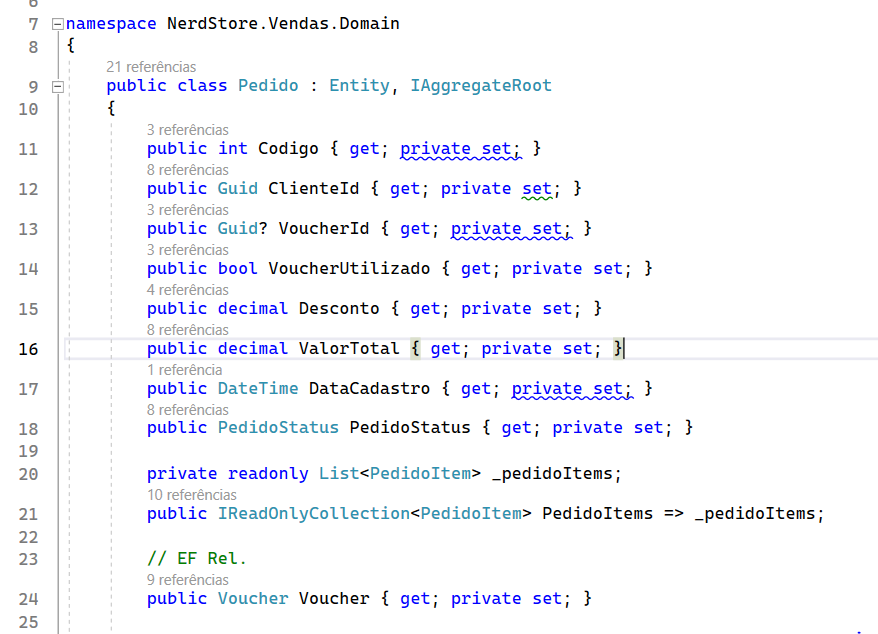 6
7 namespace NerdStore.Vendas.Domain
8 {
21 referências
9 public class Pedido : Entity, IAggregateRoot
10 {
3 referências
11 public int Codigo { get; private set; }
8 referências
12 public Guid ClienteId { get; private set; }
3 referências
13 public Guid? VoucherId { get; private set; }
3 referências
14 public bool VoucherUtilizado { get; private set; }
4 referências
15 public decimal Desconto { get; private set; }
8 referências
16 public decimal ValorTotal { get; private set; }
1 referência
17 public DateTime DataCadastro { get; private set; }
8 referências
18 public PedidoStatus PedidoStatus { get; private set; }
19
20 private readonly List<PedidoItem> _pedidoItems;
10 referências
21 public IReadOnlyCollection<PedidoItem> PedidoItems => _pedidoItems;
22
23 // EF Rel.
9 referências
24 public Voucher Voucher { get; private set; }
25